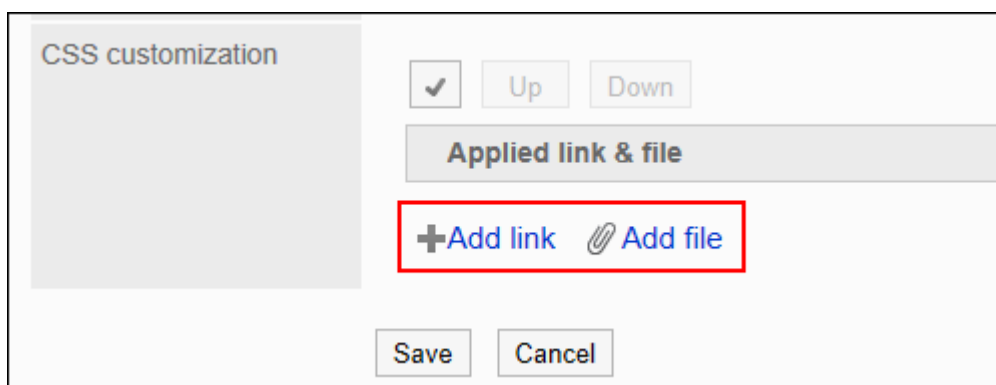 CSS customization
Up Down
Applied link & file
Add link Add file
Save Cancel